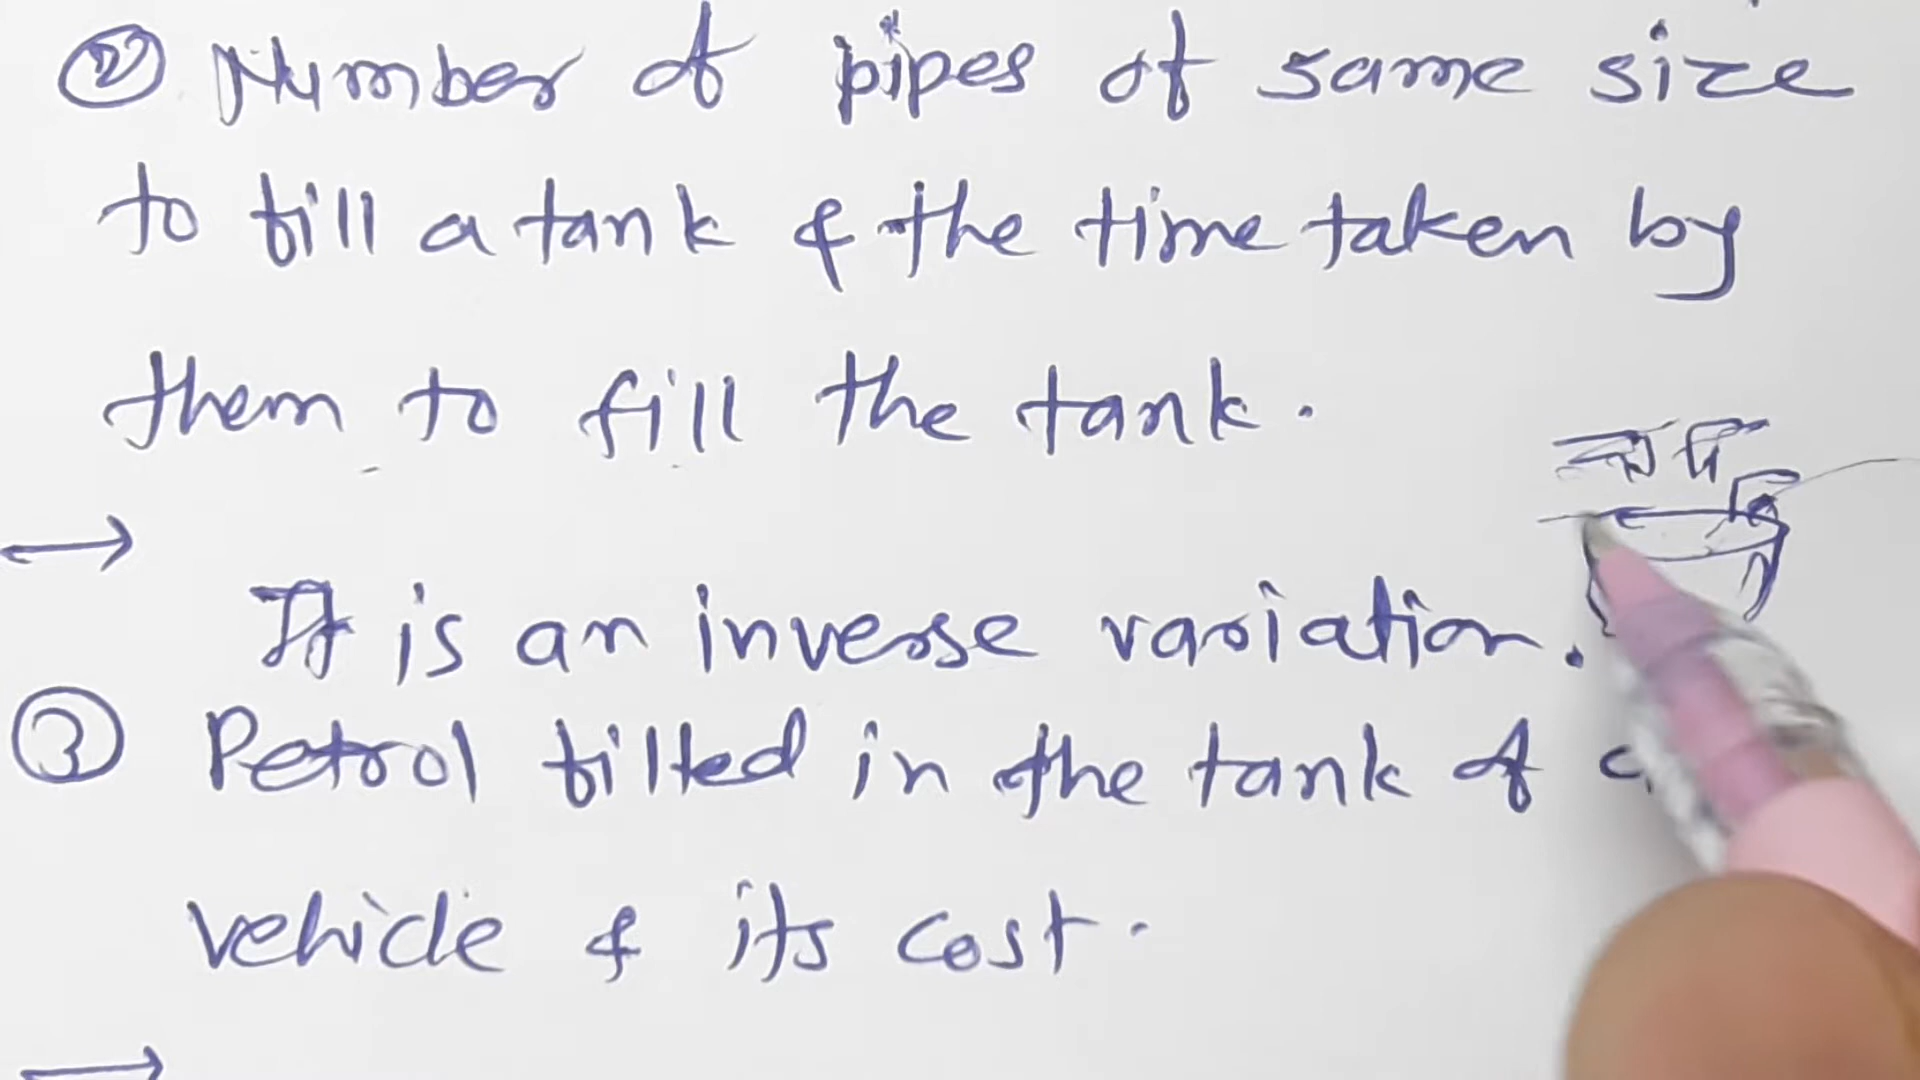 ② Number of pipes of same size
to fill a tank & the time taken by
them to fill the tank.
→
It is an inverse variation.
③ Petrol filled in the tank of a
vehicle & its cost.
→